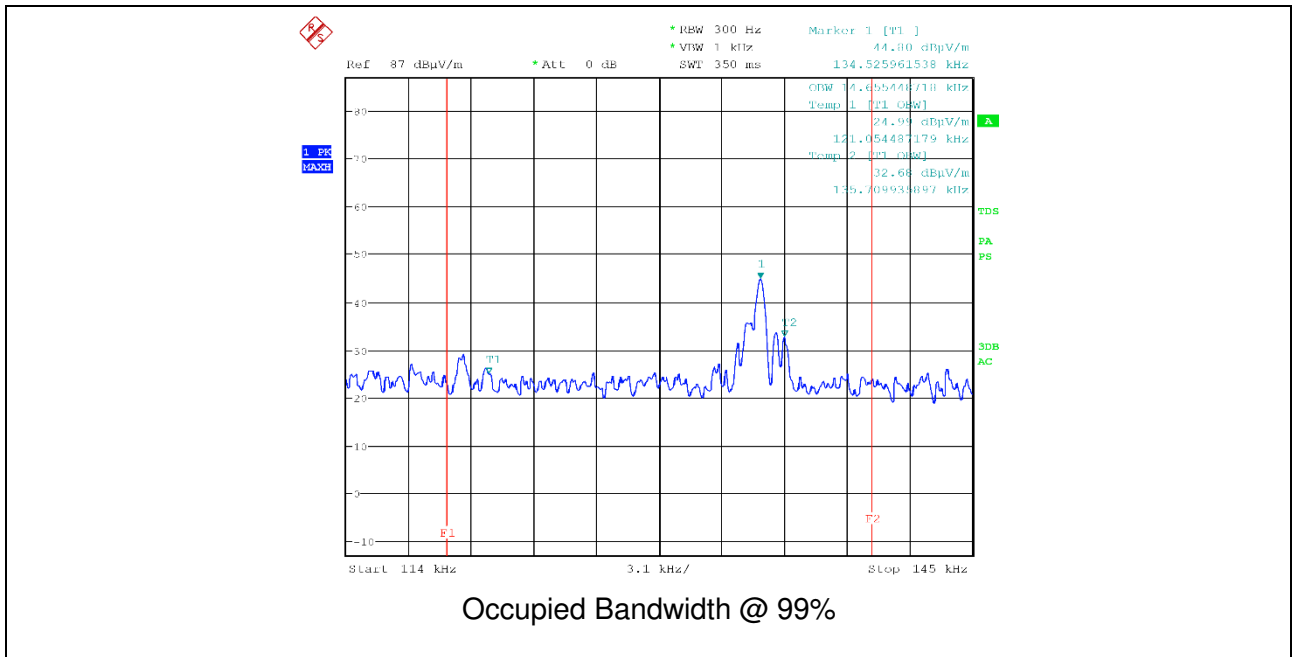 R S
* RBW 300 Hz
Marker 1 [T1 ]
* VBW 1 kHz
44.80 dBµV/m
Ref 87 dBµV/m
* Att 0 dB
SWT 350 ms
134.525961538 kHz
OBW 14.655448718 kHz
Temp 1 [T1 OBW]
24.99 dBµV/m
121.054487179 kHz
Temp 2 [T1 OBW]
32.68 dBµV/m
135.709935897 kHz
A
1 PK
MAXH
80
70
60
50
40
30
20
10
0
-10
TDS
PA
PS
3DB
AC
1
T2
T1
F1
F2
Start 114 kHz
3.1 kHz/
Stop 145 kHz
Occupied Bandwidth @ 99%